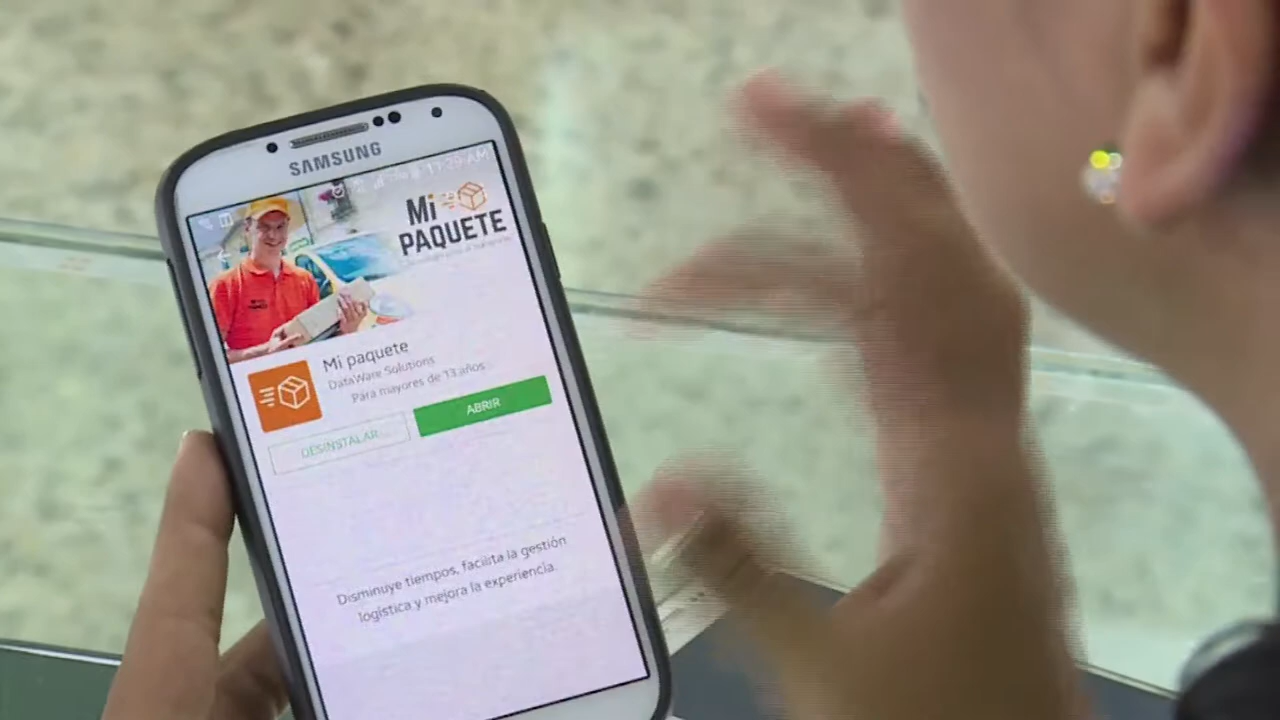 SAMSUNG
11:29 AM
Mi
PAQUETE
Mi paquete
DataWare Solutions
Para mayores de 13 años
DESINSTALAR
ABRIR
Disminuye tiempos, facilita la gestión
logística y mejora la experiencia.